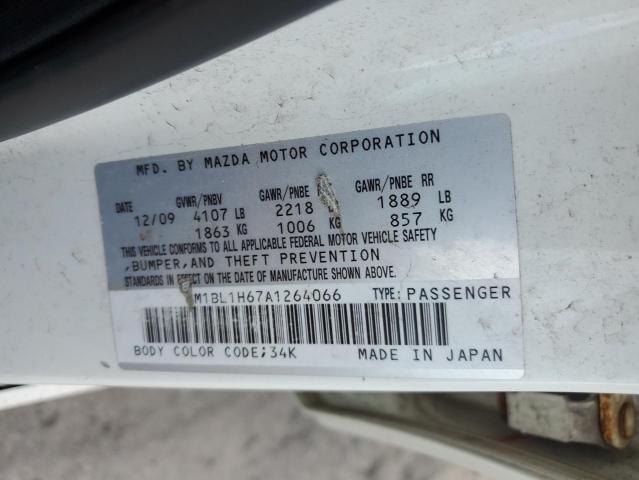 MFD. BY MAZDA MOTOR CORPORATION
DATE GVWR/PNBV GAWR/PNBE GAWR/PNBE RR
12/09 4107 LB 2218 1889 LB
1863 KG 1006 KG 857 KG
THIS VEHICLE CONFORMS TO ALL APPLICABLE FEDERAL MOTOR VEHICLE SAFETY
,BUMPER,AND THEFT PREVENTION
STANDARDS IN EFFECT ON THE DATE OF MANUFACTURE SHOWN ABOVE.
M1BL1H67A1264066 TYPE: PASSENGER
BODY COLOR CODE;34K MADE IN JAPAN